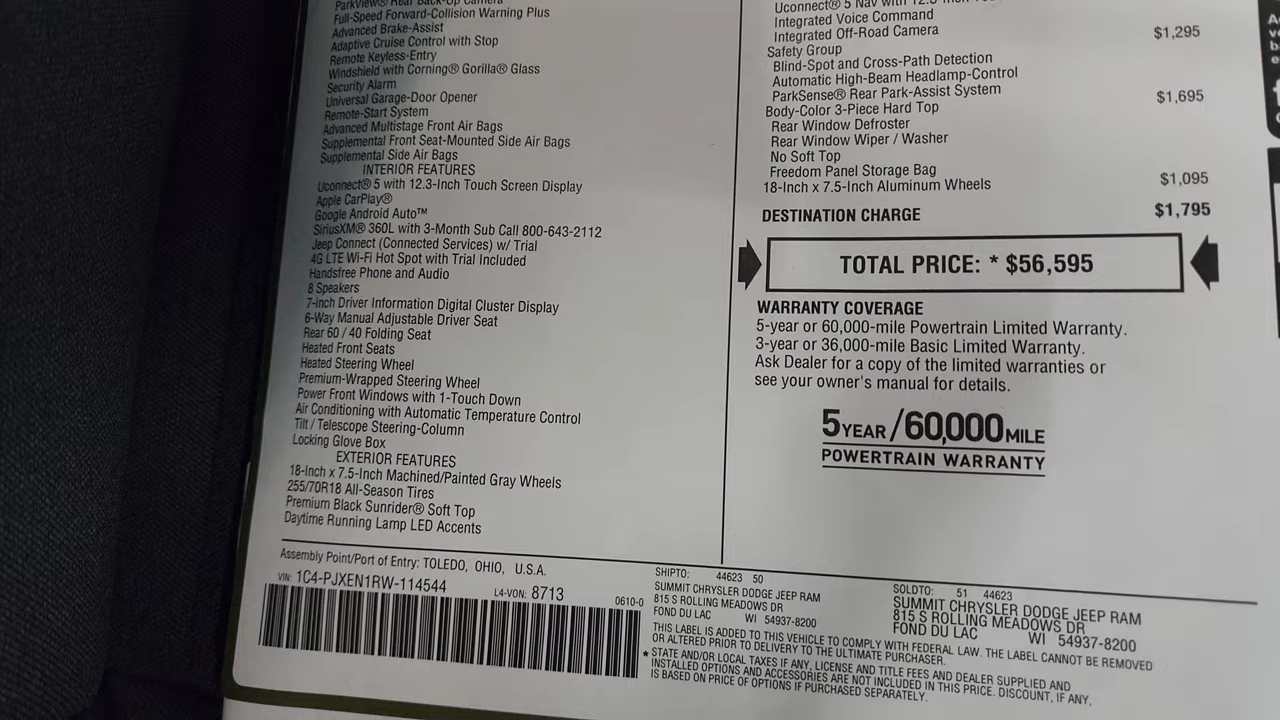 ParkView® Rear Back-Up Camera
Full-Speed Forward-Collision Warning Plus
Advanced Brake-Assist
Adaptive Cruise Control with Stop
Remote Keyless-Entry
Windshield with Corning® Gorilla® Glass
Security Alarm
Universal Garage-Door Opener
Remote-Start System
Advanced Multistage Front Air Bags
Supplemental Front Seat-Mounted Side Air Bags
Supplemental Side Air Bags
INTERIOR FEATURES
Uconnect® 5 with 12.3-Inch Touch Screen Display
Apple CarPlay®
Google Android Auto™
SiriusXM® 360L with 3-Month Sub Call 800-643-2112
Jeep Connect (Connected Services) w/ Trial
4G LTE Wi-Fi Hot Spot with Trial Included
Handsfree Phone and Audio
8 Speakers
7-inch Driver Information Digital Cluster Display
6-Way Manual Adjustable Driver Seat
Rear 60 / 40 Folding Seat
Heated Front Seats
Heated Steering Wheel
Premium-Wrapped Steering Wheel
Power Front Windows with 1-Touch Down
Air Conditioning with Automatic Temperature Control
Tilt / Telescope Steering-Column
Locking Glove Box
EXTERIOR FEATURES
18-Inch x 7.5-Inch Machined/Painted Gray Wheels
255/70R18 All-Season Tires
Premium Black Sunrider® Soft Top
Daytime Running Lamp LED Accents
Uconnect® 5 Nav with 12.3-Inch
Integrated Voice Command
Integrated Off-Road Camera
Safety Group $1,295
Blind-Spot and Cross-Path Detection
Automatic High-Beam Headlamp-Control
ParkSense® Rear Park-Assist System
Body-Color 3-Piece Hard Top $1,695
Rear Window Defroster
Rear Window Wiper / Washer
No Soft Top
Freedom Panel Storage Bag
18-Inch x 7.5-Inch Aluminum Wheels $1,095
DESTINATION CHARGE $1,795
TOTAL PRICE: * $56,595
WARRANTY COVERAGE
5-year or 60,000-mile Powertrain Limited Warranty.
3-year or 36,000-mile Basic Limited Warranty.
Ask Dealer for a copy of the limited warranties or
see your owner's manual for details.
5 YEAR / 60,000 MILE
POWERTRAIN WARRANTY
Assembly Point/Port of Entry: TOLEDO, OHIO, U.S.A.
VIN: 1C4-PJXEN1RW-114544 L4-VON: 8713
0610-0
SHIPTO: 44623 50
SUMMIT CHRYSLER DODGE JEEP RAM
815 S ROLLING MEADOWS DR
FOND DU LAC WI 54937-8200
SOLDTO: 51 44623
SUMMIT CHRYSLER DODGE JEEP RAM
815 S ROLLING MEADOWS DR
FOND DU LAC WI 54937-8200
THIS LABEL IS ADDED TO THIS VEHICLE TO COMPLY WITH FEDERAL LAW. THE LABEL CANNOT BE REMOVED
OR ALTERED PRIOR TO DELIVERY TO THE ULTIMATE PURCHASER.
* STATE AND/OR LOCAL TAXES IF ANY, LICENSE AND TITLE FEES AND DEALER SUPPLIED AND
INSTALLED OPTIONS AND ACCESSORIES ARE NOT INCLUDED IN THIS PRICE. DISCOUNT, IF ANY,
IS BASED ON PRICE OF OPTIONS IF PURCHASED SEPARATELY.